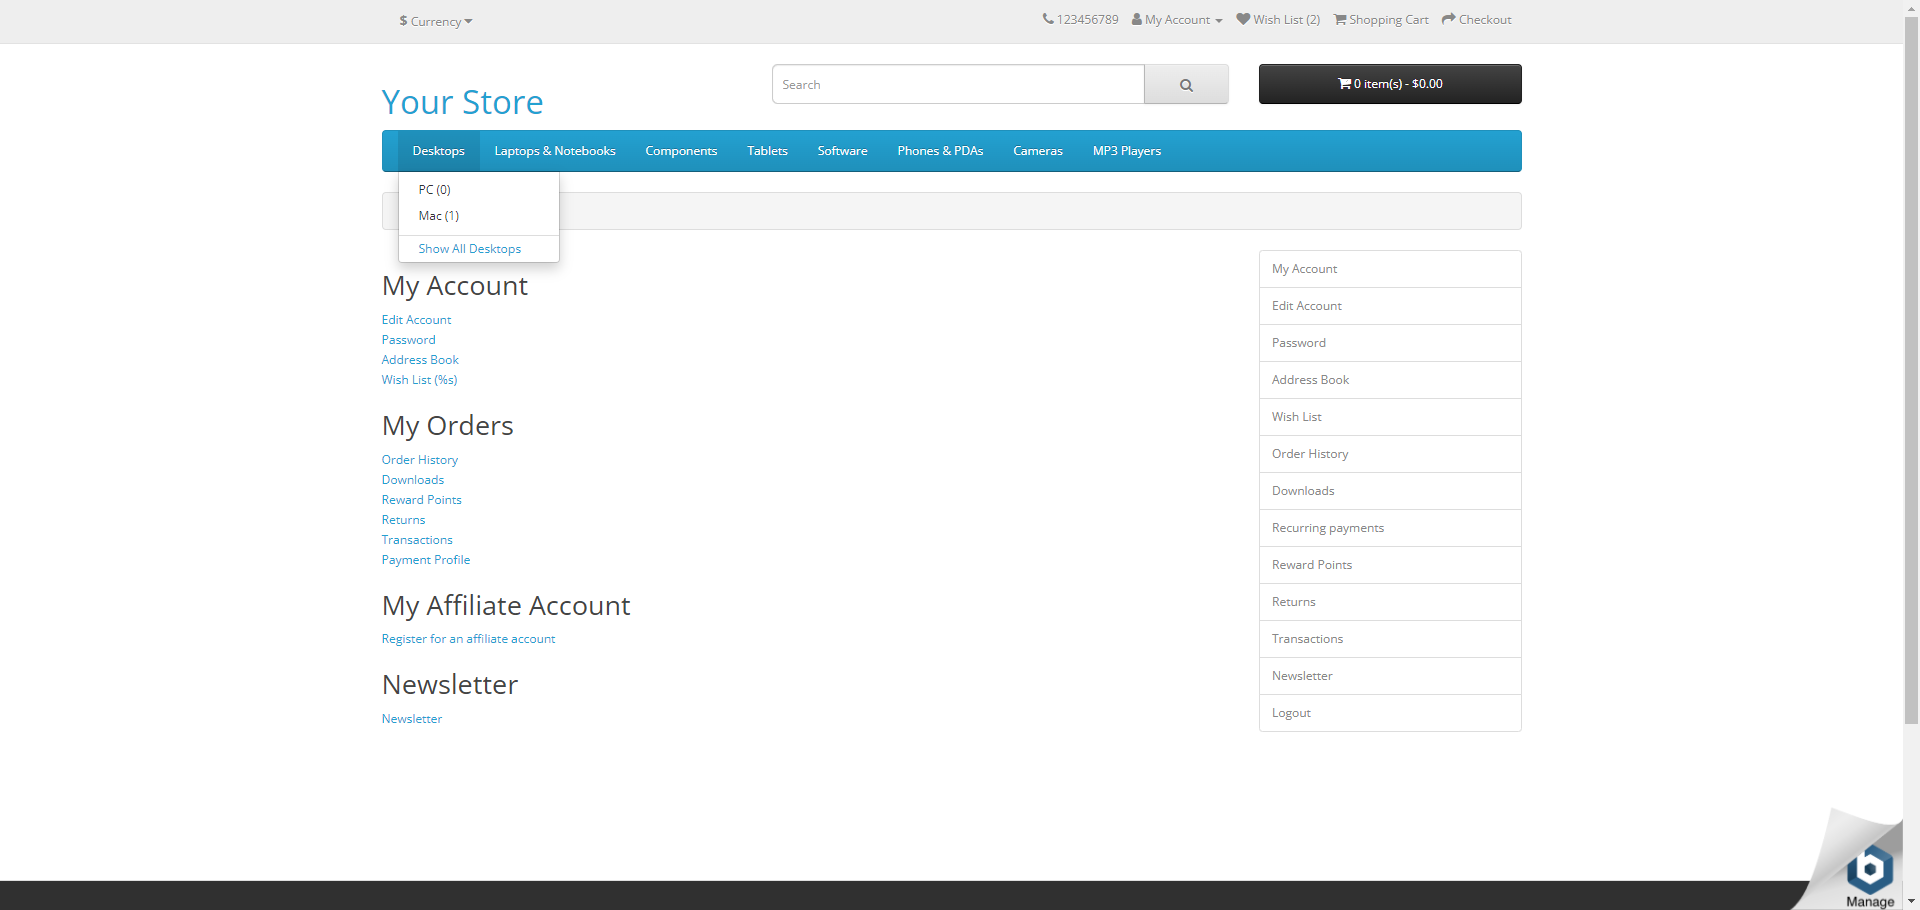 $ Currency
123456789 My Account Wish List (2) Shopping Cart Checkout
Your Store
Search
0 item(s) - $0.00
Desktops Laptops & Notebooks Components Tablets Software Phones & PDAs Cameras MP3 Players
PC (0)
Mac (1)
Show All Desktops
My Account
Edit Account
Password
Address Book
Wish List (%s)
My Orders
Order History
Downloads
Reward Points
Returns
Transactions
Payment Profile
My Affiliate Account
Register for an affiliate account
Newsletter
Newsletter
My Account
Edit Account
Password
Address Book
Wish List
Order History
Downloads
Recurring payments
Reward Points
Returns
Transactions
Newsletter
Logout
b
Manage